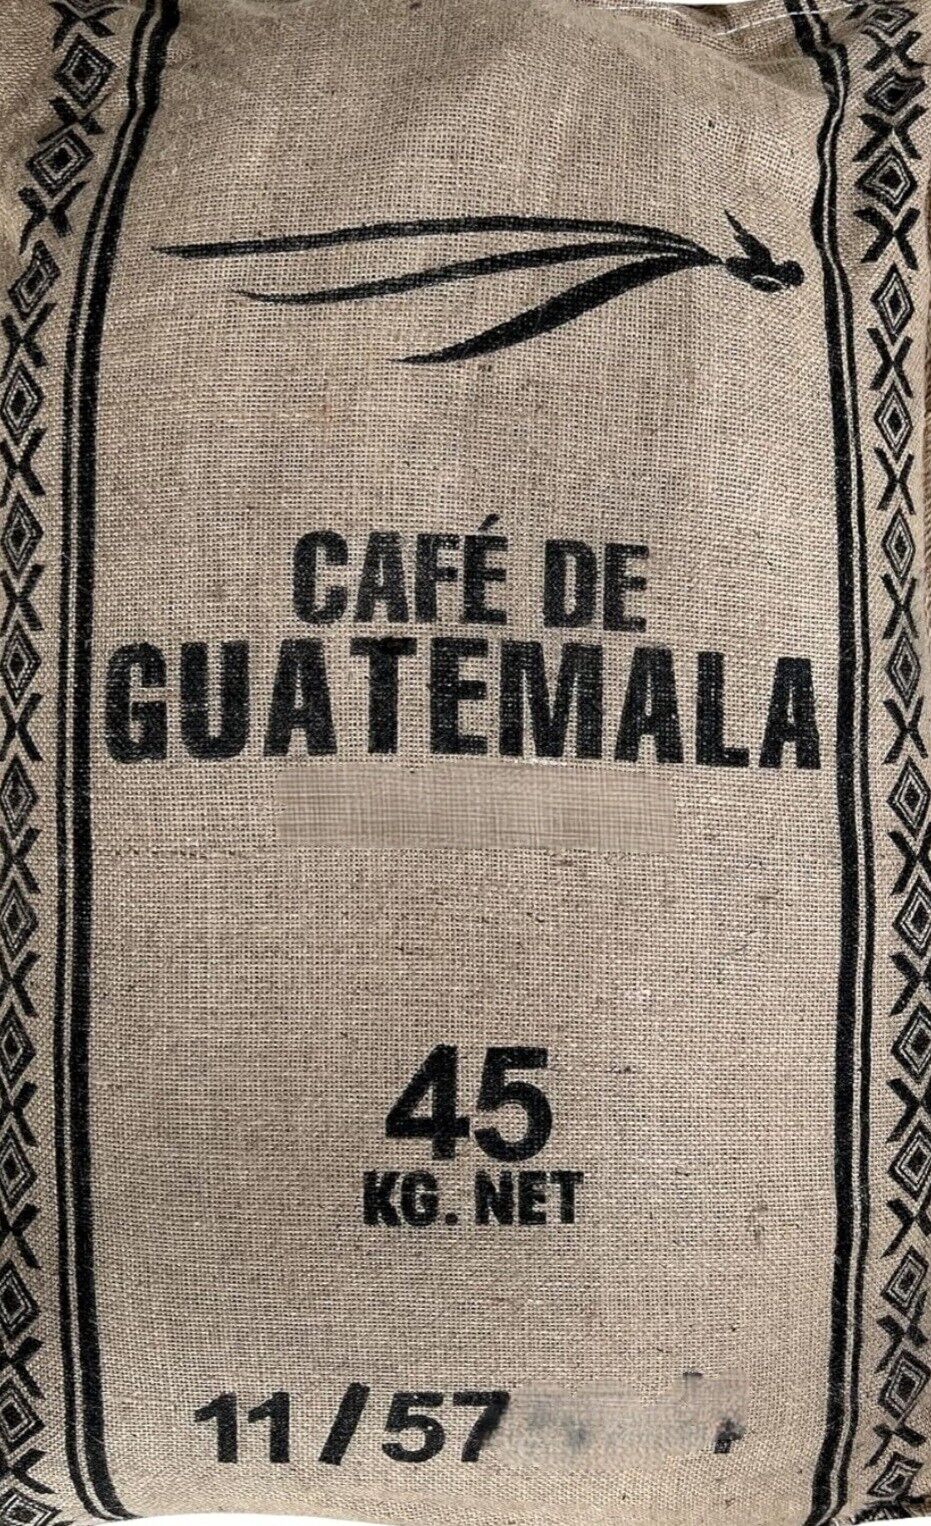 CAFÉ DE
GUATEMALA
45
KG. NET
11/57